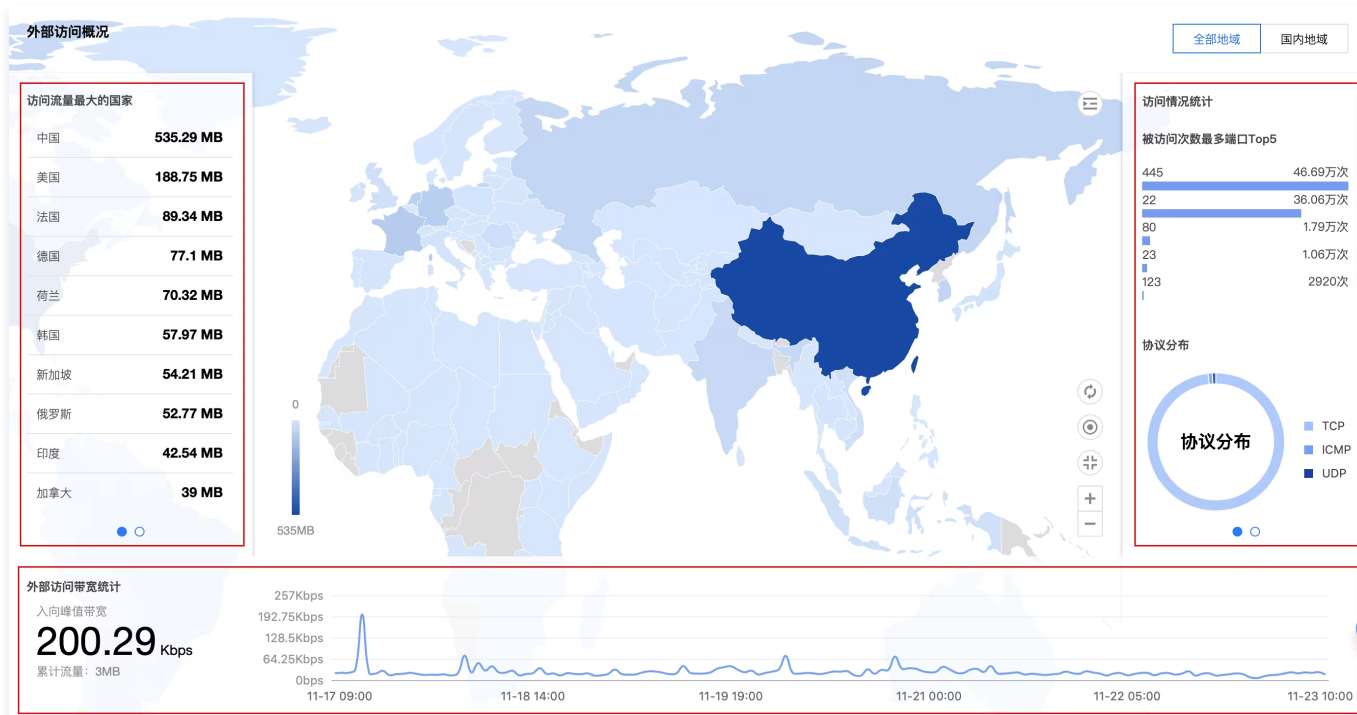 外部访问概况
全部地域 国内地域
访问流量最大的国家
中国 535.29 MB
美国 188.75 MB
法国 89.34 MB
德国 77.1 MB
荷兰 70.32 MB
韩国 57.97 MB
新加坡 54.21 MB
俄罗斯 52.77 MB
印度 42.54 MB
加拿大 39 MB
0
535MB
访问情况统计
被访问次数最多端口Top5
445 46.69万次
22 36.06万次
80 1.79万次
23 1.06万次
123 2920次
协议分布
协议分布
TCP
ICMP
UDP
外部访问带宽统计
入向峰值带宽
200.29 Kbps
累计流量：3MB
257Kbps
192.75Kbps
128.5Kbps
64.25Kbps
0bps
11-17 09:00 11-18 14:00 11-19 19:00 11-21 00:00 11-22 05:00 11-23 10:00